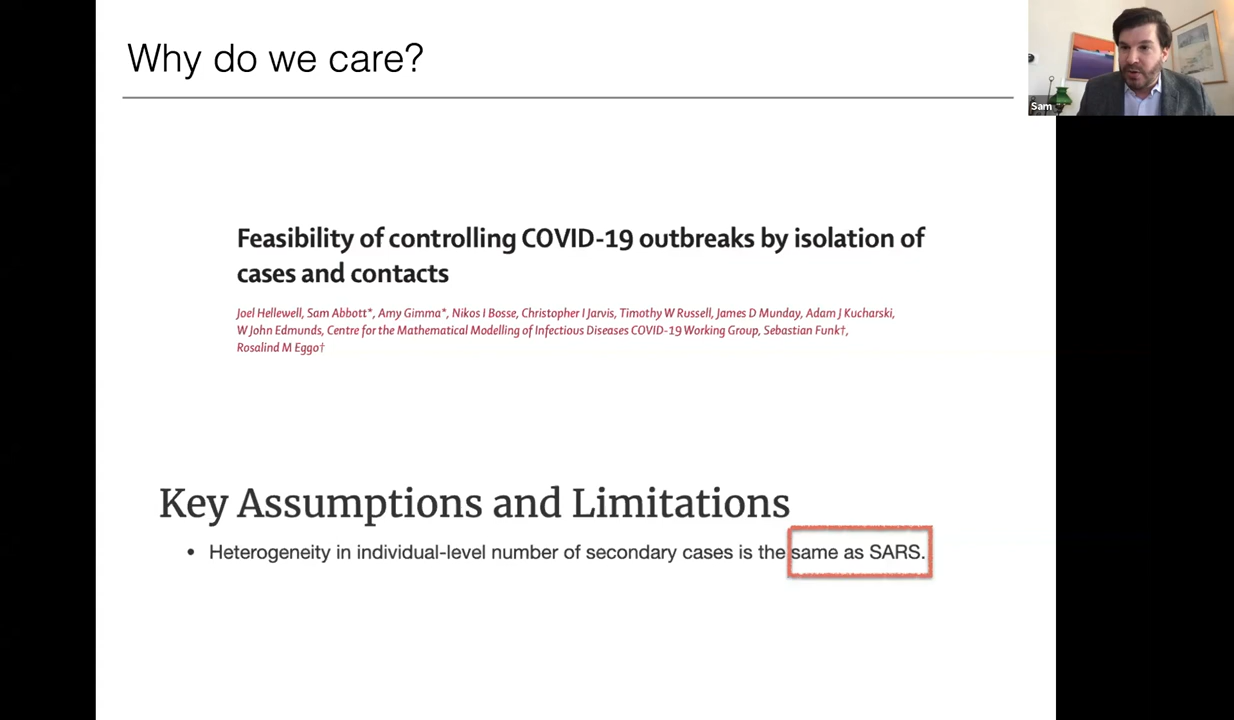 Why do we care?
Sam
Feasibility of controlling COVID-19 outbreaks by isolation of
cases and contacts
Joel Hellewell, Sam Abbott*, Amy Gimma*, Nikos I Bosse, Christopher I Jarvis, Timothy W Russell, James D Munday, Adam J Kucharski,
W John Edmunds, Centre for the Mathematical Modelling of Infectious Diseases COVID-19 Working Group, Sebastian Funk†,
Rosalind M Eggo†
Key Assumptions and Limitations
• Heterogeneity in individual-level number of secondary cases is the same as SARS.